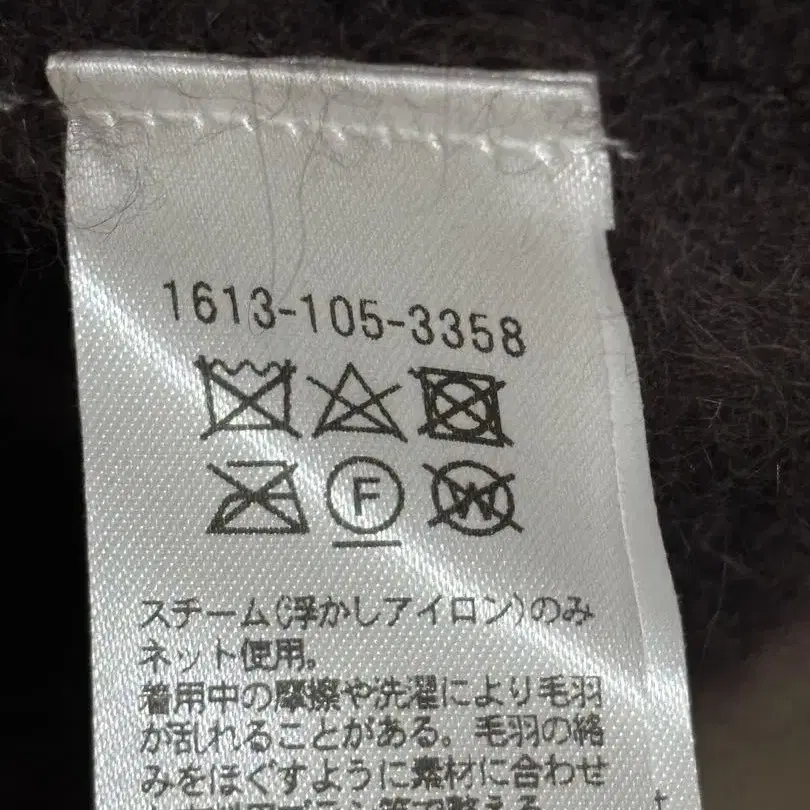 1613-105-3358
F
W
スチーム(浮かしアイロン)のみ
ネット使用。
着用中の摩擦や洗濯により毛羽
が乱れることがある。毛羽の絡
みをほぐすように素材に合わせ